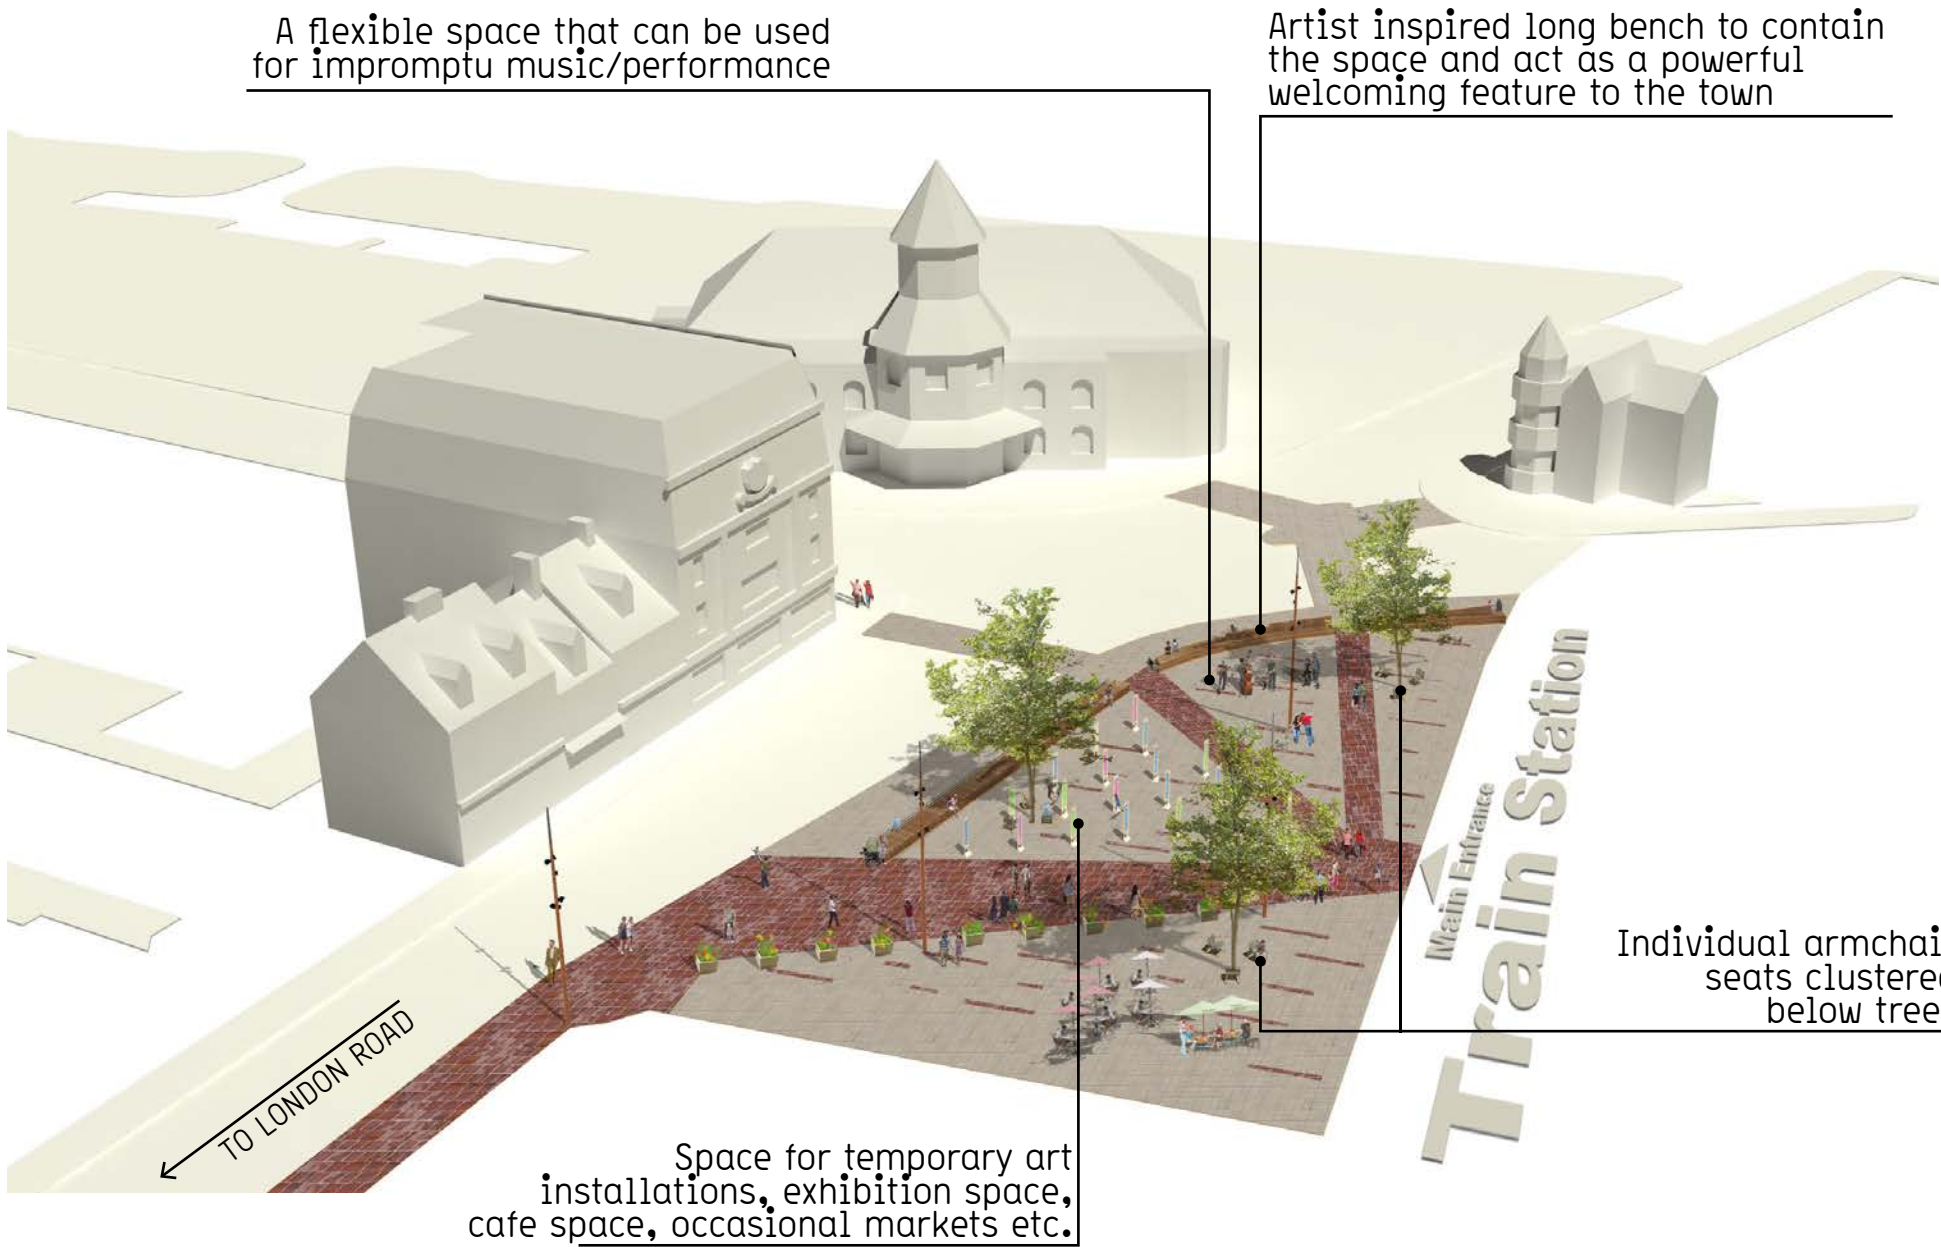 A flexible space that can be used
for impromptu music/performance
Artist inspired long bench to contain
the space and act as a powerful
welcoming feature to the town
Main Entrance
Train Station
Individual armchai
seats clustere
below tree
TO LONDON ROAD
Space for temporary art
installations, exhibition space,
cafe space, occasional markets etc.